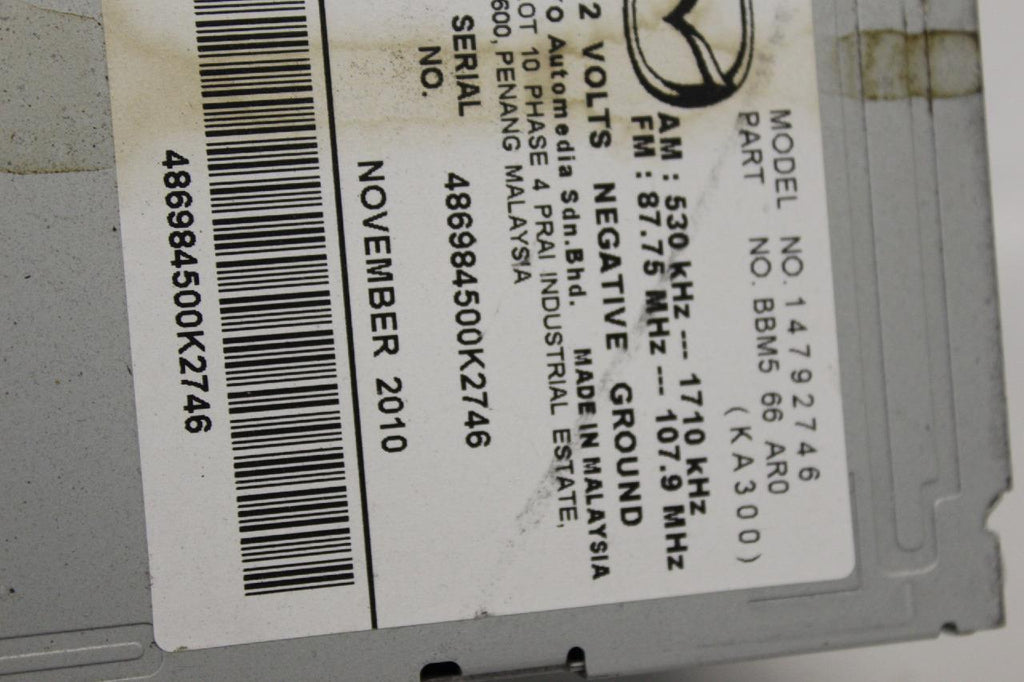 MODEL NO. 14792746
PART NO. BBM5 66 AR0
(KA300)
AM : 530 kHz --- 1710 kHz
FM : 87.75 MHz --- 107.9 MHz
2 VOLTS NEGATIVE GROUND
o Automedia Sdn.Bhd. MADE IN MALAYSIA
OT 10 PHASE 4 PRAI INDUSTRIAL ESTATE,
600, PENANG MALAYSIA
SERIAL NO. 486984500K2746
NOVEMBER 2010
486984500K2746